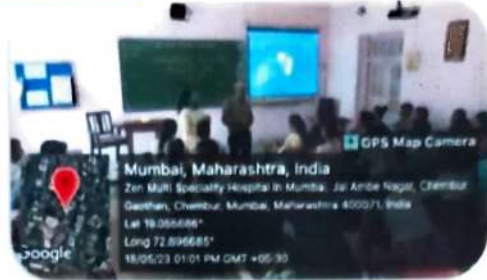 GPS Map Camera
Mumbai, Maharashtra, India
Zen Multi Speciality Hospital In Mumbai, Jai Ambe Nagar, Chembur
Gaothan, Chembur, Mumbai, Maharashtra 400071, India
Lat 19.056686°
Long 72.896685°
18/05/23 01:01 PM GMT +05:30
Google